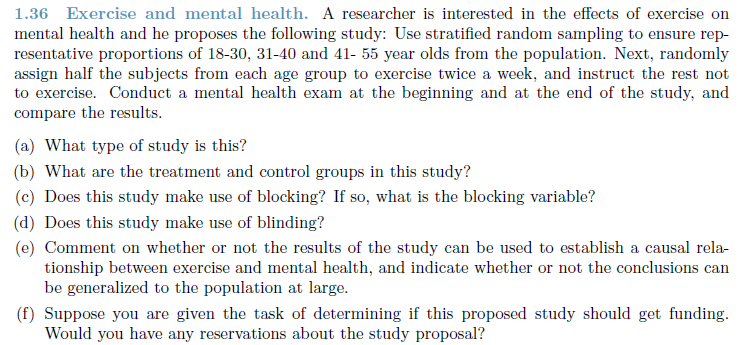 1.36 Exercise and mental health. A researcher is interested in the effects of exercise on
mental health and he proposes the following study: Use stratified random sampling to ensure rep-
resentative proportions of 18-30, 31-40 and 41- 55 year olds from the population. Next, randomly
assign half the subjects from each age group to exercise twice a week, and instruct the rest not
to exercise. Conduct a mental health exam at the beginning and at the end of the study, and
compare the results.
(a) What type of study is this?
(b) What are the treatment and control groups in this study?
(c) Does this study make use of blocking? If so, what is the blocking variable?
(d) Does this study make use of blinding?
(e) Comment on whether or not the results of the study can be used to establish a causal rela-
tionship between exercise and mental health, and indicate whether or not the conclusions can
be generalized to the population at large.
(f) Suppose you are given the task of determining if this proposed study should get funding.
Would you have any reservations about the study proposal?